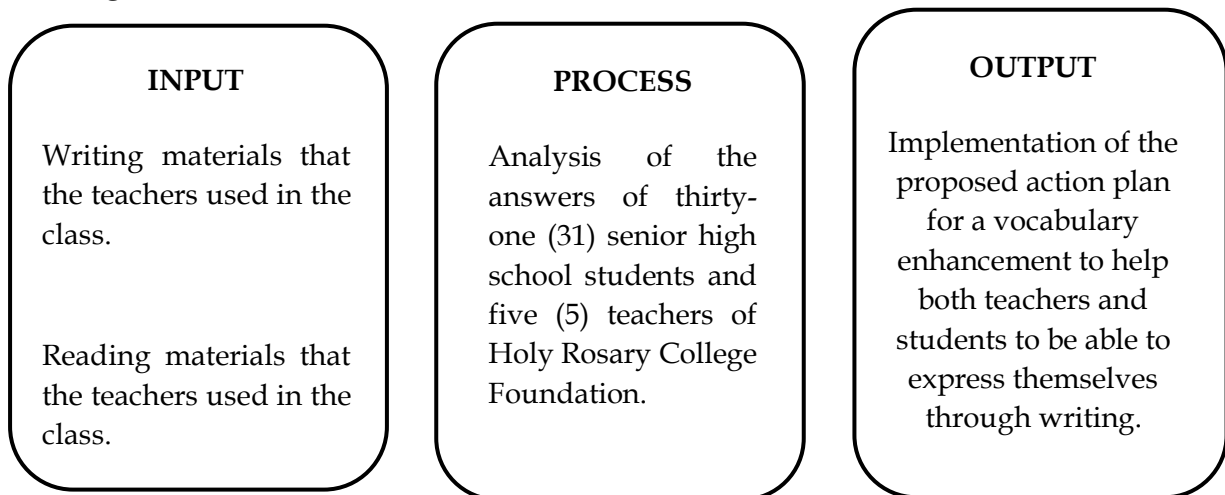 INPUT
Writing materials that
the teachers used in the
class.
Reading materials that
the teachers used in the
class.
PROCESS
Analysis of the
answers of thirty-
one (31) senior high
school students and
five (5) teachers of
Holy Rosary College
Foundation.
OUTPUT
Implementation of the
proposed action plan
for a vocabulary
enhancement to help
both teachers and
students to be able to
express themselves
through writing.